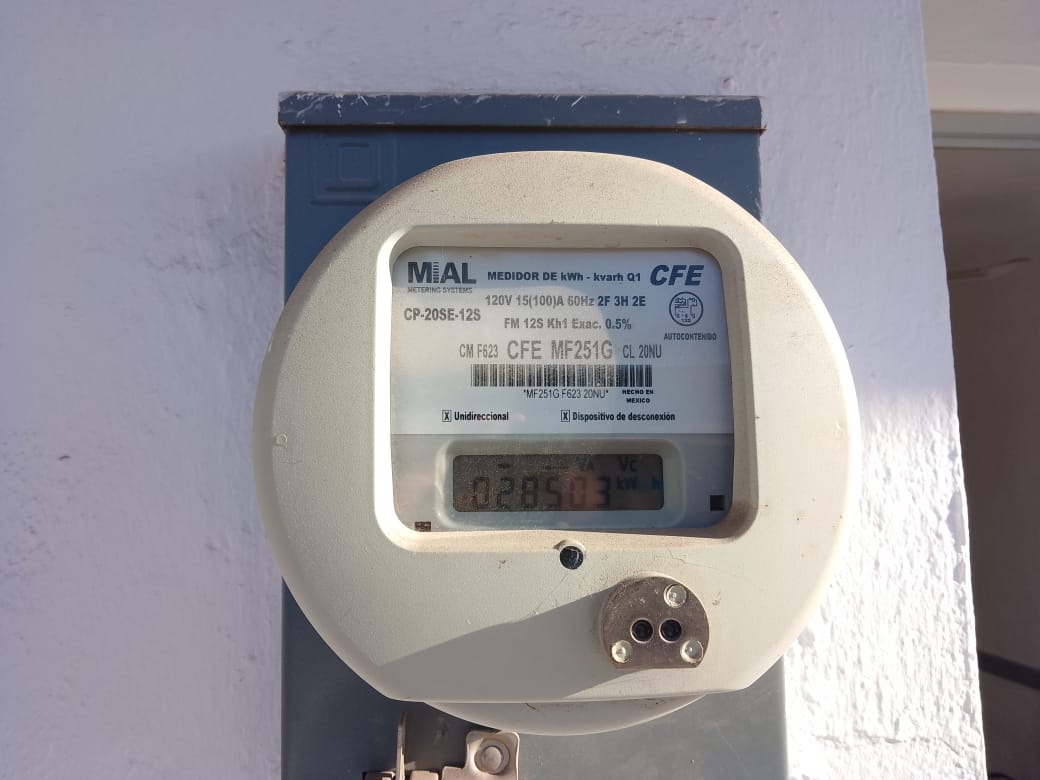 MIAL MEDIDOR DE kWh - kvarh Q1 CFE
METERING SYSTEMS
120V 15(100)A 60Hz 2F 3H 2E
CP-20SE-12S
FM 12S Kh1 Exac. 0.5%
AUTOCONTENIDO
CM F623 CFE MF251G CL 20NU
*MF251G F623 20NU* HECHO EN
MEXICO
X Unidireccional X Dispositivo de desconexión
VA Vc
028503 kW h